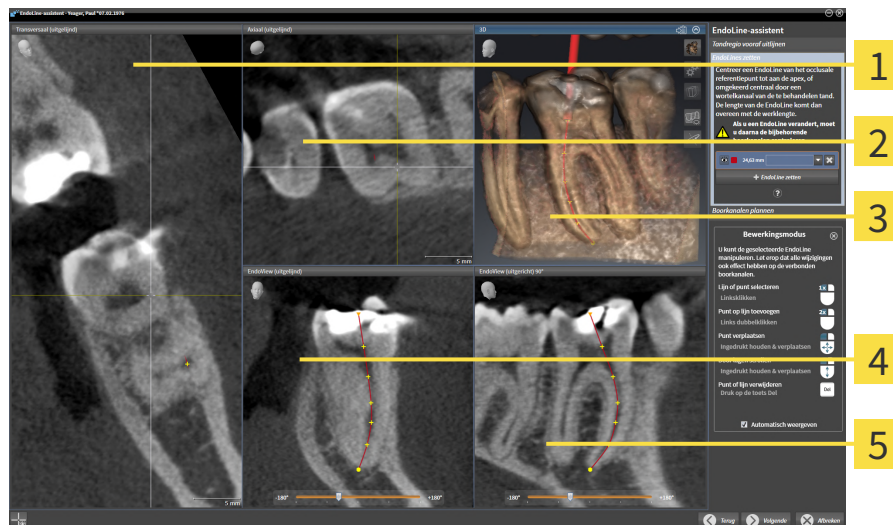 EndoLine-assistent - Yeager, Paul *07.02.1976
Transversaal (uitgelijnd)
Axiaal (uitgelijnd)
3D
EndoLine-assistent
Tandregio vooraf uitlijnen
EndoLines zetten
Centreer een EndoLine van het occlusale
referentiepunt tot aan de apex, of
omgekeerd centraal door een
wortelkanaal van de te behandelen tand.
De lengte van de EndoLine komt dan
overeen met de werklengte.
Als u een EndoLine verandert, moet
u daarna de bijbehorende
24,63 mm
+ EndoLine zetten
?
Boorkanalen plannen
5 mm
EndoView (uitgelijnd)
EndoView (uitgericht) 90°
Bewerkingsmodus
U kunt de geselecteerde EndoLine
manipuleren. Let erop dat alle wijzigingen
ook effect hebben op de verbonden
boorkanalen.
Lijn of punt selecteren
1x
Linksklikken
Punt op lijn toevoegen
2x
Links dubbelklikken
Punt verplaatsen
Ingedrukt houden & verplaatsen
Ingedrukt houden & verplaatsen
Punt of lijn verwijderen
Druk op de toets Del
Del
Automatisch weergeven
5 mm
-180°
+180°
-180°
+180°
Terug
Volgende
Afbreken
1
2
3
4
5